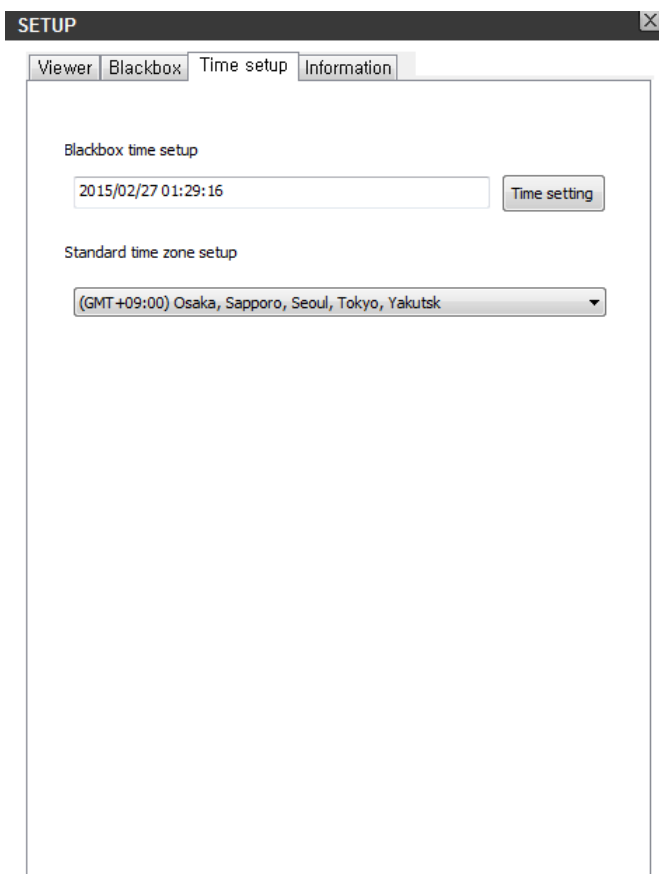 SETUP
Viewer Blackbox Time setup Information
Blackbox time setup
2015/02/27 01:29:16 Time setting
Standard time zone setup
(GMT+09:00) Osaka, Sapporo, Seoul, Tokyo, Yakutsk